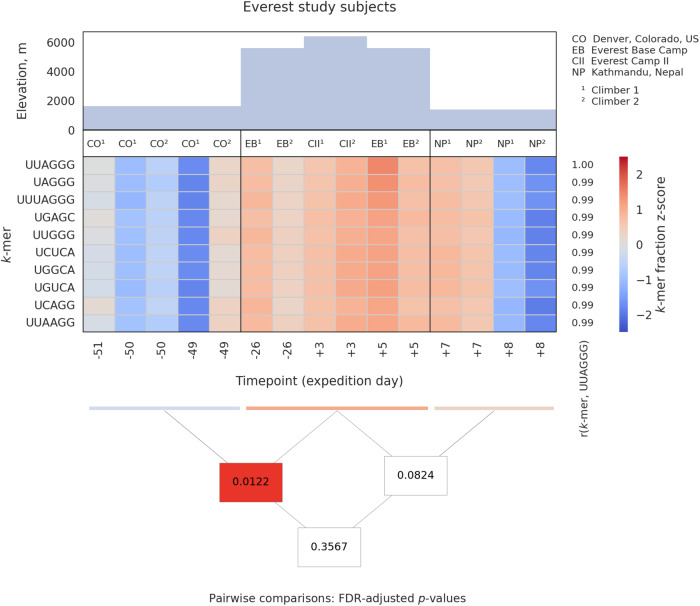 Everest study subjects
Elevation, m
6000
4000
2000
0
CO Denver, Colorado, US
EB Everest Base Camp
CII Everest Camp II
NP Kathmandu, Nepal
¹ Climber 1
² Climber 2
CO¹ CO¹ CO² CO¹ CO² EB¹ EB² CII¹ CII² EB¹ EB² NP¹ NP² NP¹ NP²
k-mer
UUAGGG 1.00
UAGGG 0.99
UUUAGGG 0.99
UGAGC 0.99
UUGGG 0.99
UCUCA 0.99
UGGCA 0.99
UGUCA 0.99
UCAGG 0.99
UUAAGG 0.99
-51 -50 -50 -49 -49 -26 -26 +3 +3 +5 +5 +7 +7 +8 +8
Timepoint (expedition day)
r(k-mer, UUAGGG)
2
1
0
−1
−2
k-mer fraction z-score
0.0122
0.0824
0.3567
Pairwise comparisons: FDR-adjusted p-values